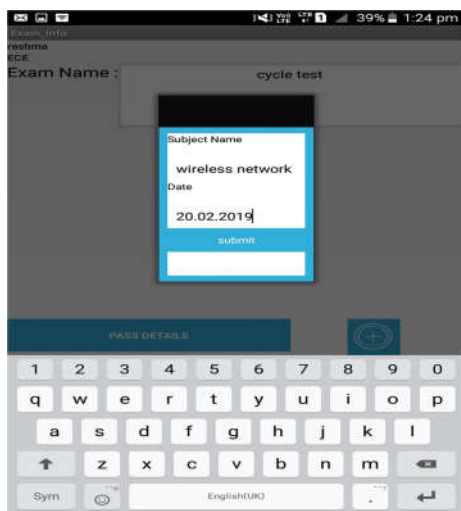 39% 1:24 pm
Exam_Info
reshma
ECE
Exam Name : cycle test
Subject Name
wireless network
Date
20.02.2019
submit
PASS DETAILS
1 2 3 4 5 6 7 8 9 0
q w e r t y u i o p
a s d f g h j k l
z x c v b n m
Sym English(UK) .